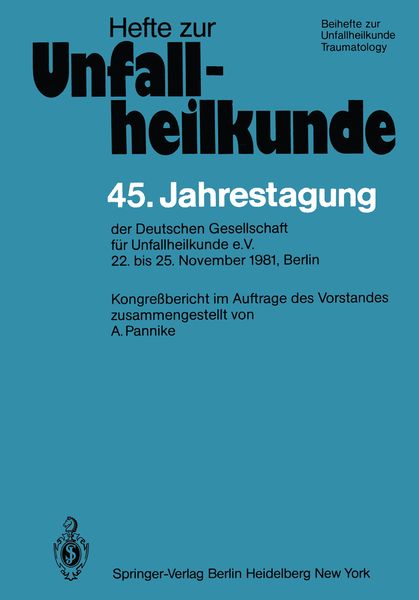 Hefte zur
Beihefte zur
Unfallheilkunde
Traumatology
Unfall-
heilkunde
45. Jahrestagung
der Deutschen Gesellschaft
für Unfallheilkunde e.V.
22. bis 25. November 1981, Berlin
Kongreßbericht im Auftrage des Vorstandes
zusammengestellt von
A. Pannike
Springer-Verlag Berlin Heidelberg New York